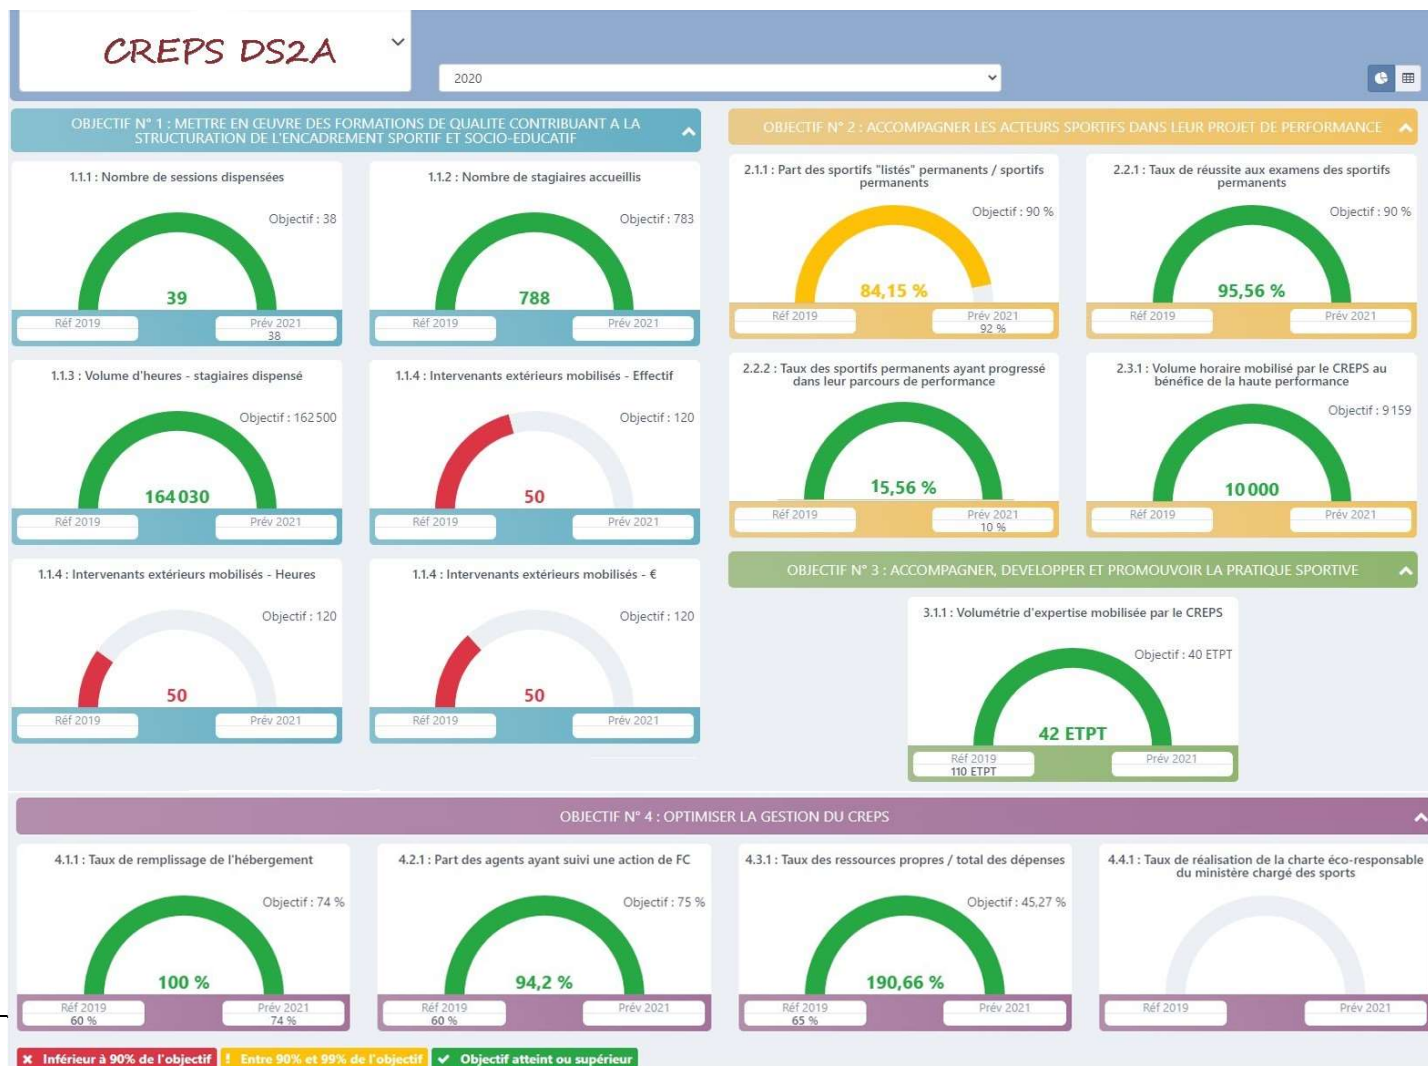 CREPS DS2A
2020
OBJECTIF N° 1 : METTRE EN ŒUVRE DES FORMATIONS DE QUALITE CONTRIBUANT A LA
STRUCTURATION DE L'ENCADREMENT SPORTIF ET SOCIO-EDUCATIF
1.1.1 : Nombre de sessions dispensées
Objectif : 38
39
Réf 2019
Prév 2021
38
1.1.2 : Nombre de stagiaires accueillis
Objectif : 783
788
Réf 2019
Prév 2021
1.1.3 : Volume d'heures - stagiaires dispensé
Objectif : 162 500
164 030
Réf 2019
Prév 2021
1.1.4 : Intervenants extérieurs mobilisés - Effectif
Objectif : 120
50
Réf 2019
Prév 2021
1.1.4 : Intervenants extérieurs mobilisés - Heures
Objectif : 120
50
Réf 2019
Prév 2021
1.1.4 : Intervenants extérieurs mobilisés - €
Objectif : 120
50
Réf 2019
Prév 2021
OBJECTIF N° 2 : ACCOMPAGNER LES ACTEURS SPORTIFS DANS LEUR PROJET DE PERFORMANCE
2.1.1 : Part des sportifs "listés" permanents / sportifs
permanents
Objectif : 90 %
84,15 %
Réf 2019
Prév 2021
92 %
2.2.1 : Taux de réussite aux examens des sportifs
permanents
Objectif : 90 %
95,56 %
Réf 2019
Prév 2021
2.2.2 : Taux des sportifs permanents ayant progressé
dans leur parcours de performance
15,56 %
Réf 2019
Prév 2021
10 %
2.3.1 : Volume horaire mobilisé par le CREPS au
bénéfice de la haute performance
Objectif : 9 159
10 000
Réf 2019
Prév 2021
OBJECTIF N° 3 : ACCOMPAGNER, DEVELOPPER ET PROMOUVOIR LA PRATIQUE SPORTIVE
3.1.1 : Volumétrie d'expertise mobilisée par le CREPS
Objectif : 40 ETPT
42 ETPT
Réf 2019
110 ETPT
Prév 2021
OBJECTIF N° 4 : OPTIMISER LA GESTION DU CREPS
4.1.1 : Taux de remplissage de l'hébergement
Objectif : 74 %
100 %
Réf 2019
60 %
Prév 2021
74 %
4.2.1 : Part des agents ayant suivi une action de FC
Objectif : 75 %
94,2 %
Réf 2019
60 %
Prév 2021
4.3.1 : Taux des ressources propres / total des dépenses
Objectif : 45,27 %
190,66 %
Réf 2019
65 %
Prév 2021
4.4.1 : Taux de réalisation de la charte éco-responsable
du ministère chargé des sports
Réf 2019
Prév 2021
Inférieur à 90% de l'objectif
! Entre 90% et 99% de l'objectif
Objectif atteint ou supérieur